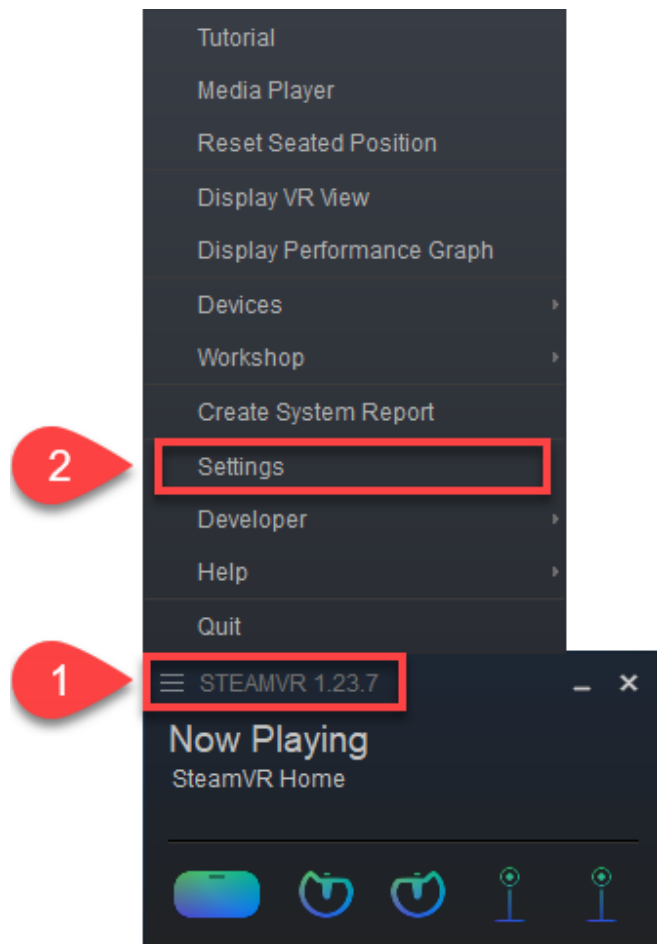 Tutorial
Media Player
Reset Seated Position
Display VR View
Display Performance Graph
Devices
Workshop
Create System Report
2
Settings
Developer
Help
Quit
1
STEAMVR 1.23.7
Now Playing
SteamVR Home